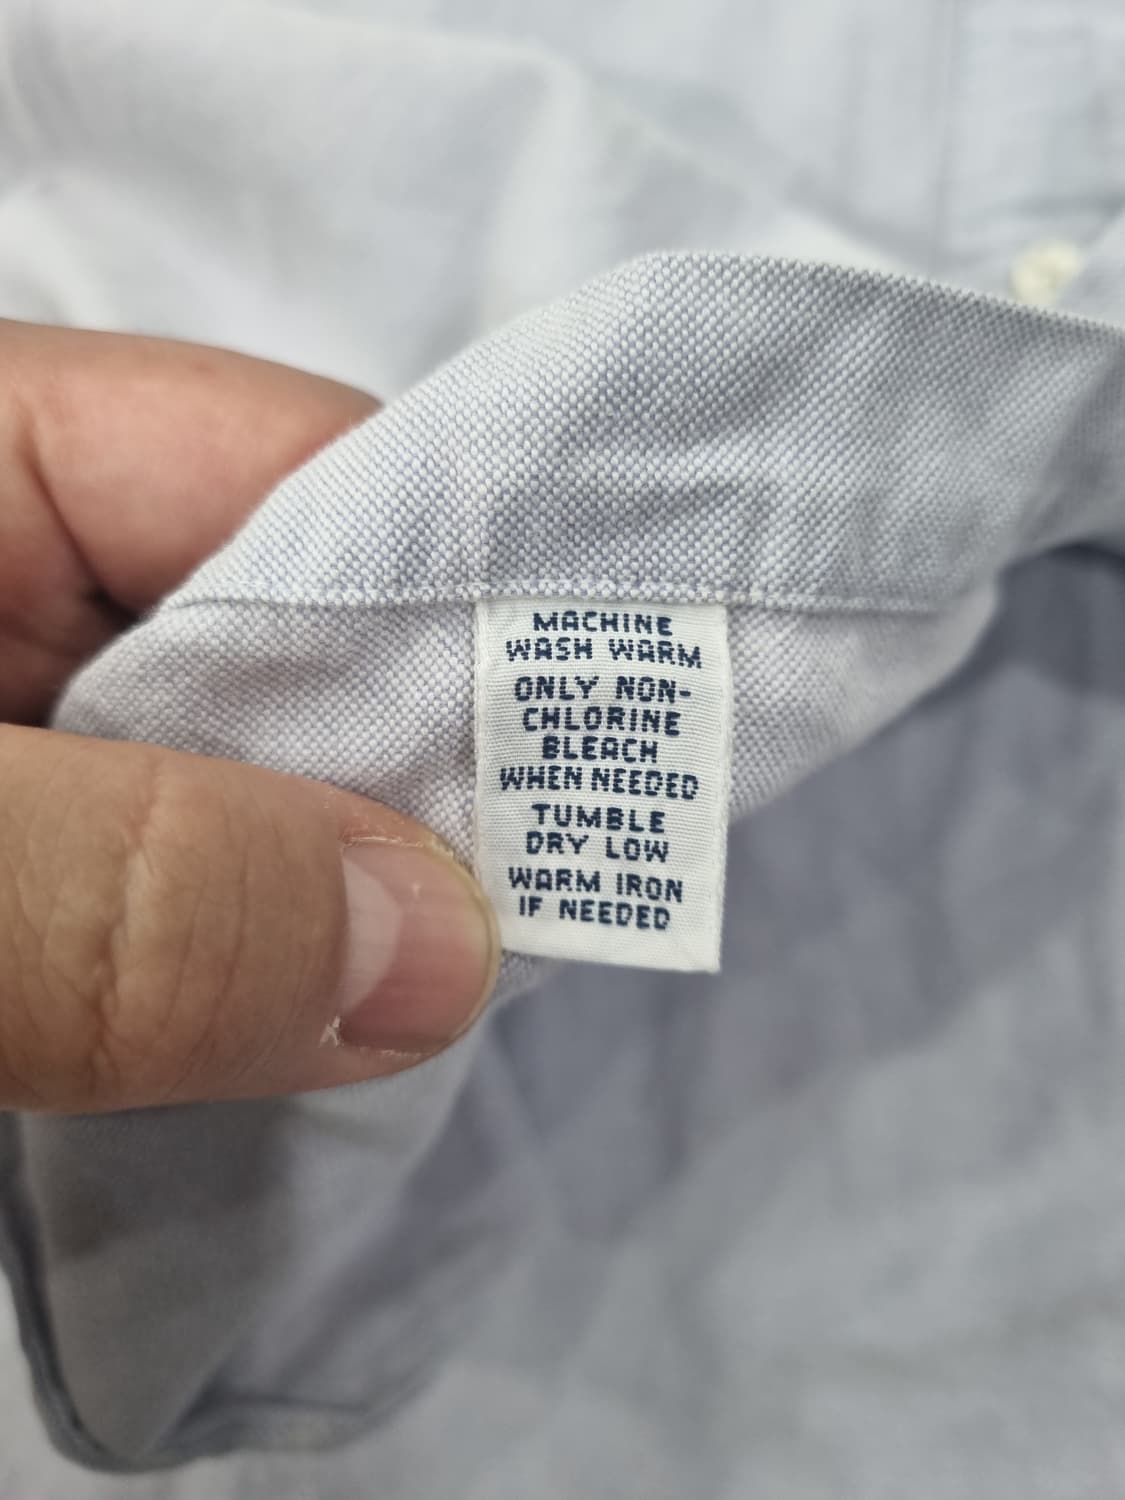 MACHINE
WASH WARM
ONLY NON-
CHLORINE
BLEACH
WHEN NEEDED
TUMBLE
DRY LOW
WARM IRON
IF NEEDED